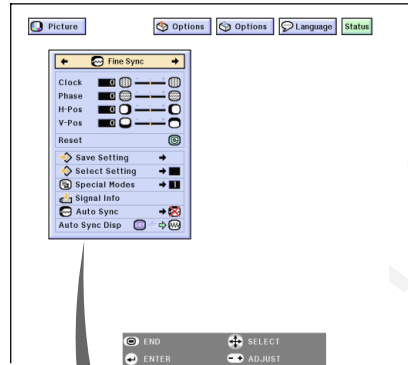 Picture
Options
Options
Language
Status
Fine Sync
Clock 0
Phase 0
H-Pos 0
V-Pos 0
Reset
Save Setting
Select Setting
Special Modes 1
Signal Info
Auto Sync
Auto Sync Disp
END
SELECT
ENTER
ADJUST